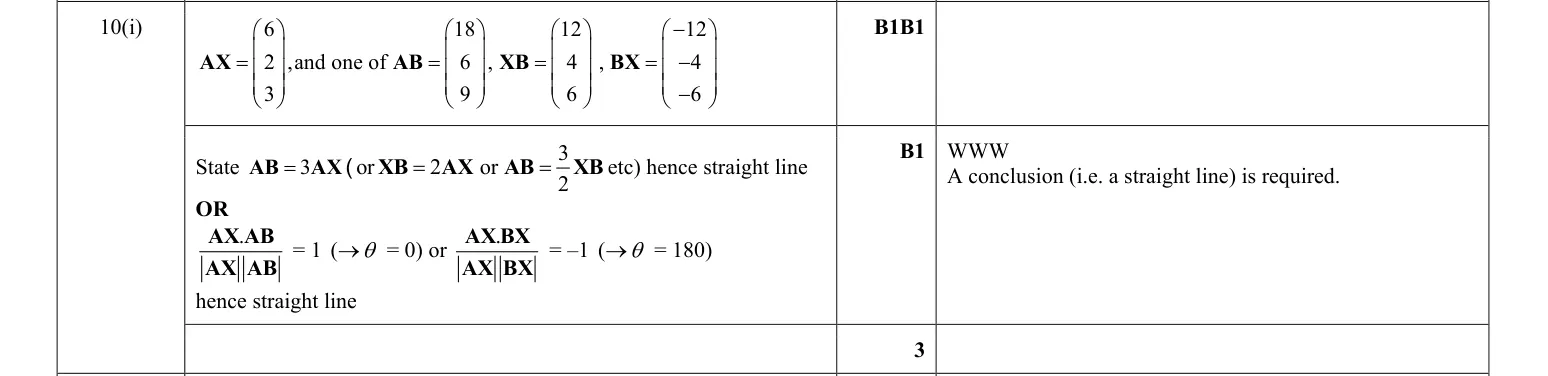 10(i)
AX = (6 2 3), and one of AB = (18 6 9), XB = (12 4 6), BX = (−12 −4 −6)
B1B1
State AB = 3AX ( or XB = 2AX or AB = 3/2 XB etc) hence straight line
B1
WWW
A conclusion (i.e. a straight line) is required.
OR
AX.AB / |AX||AB| = 1 (→ θ = 0) or AX.BX / |AX||BX| = –1 (→ θ = 180)
hence straight line
3